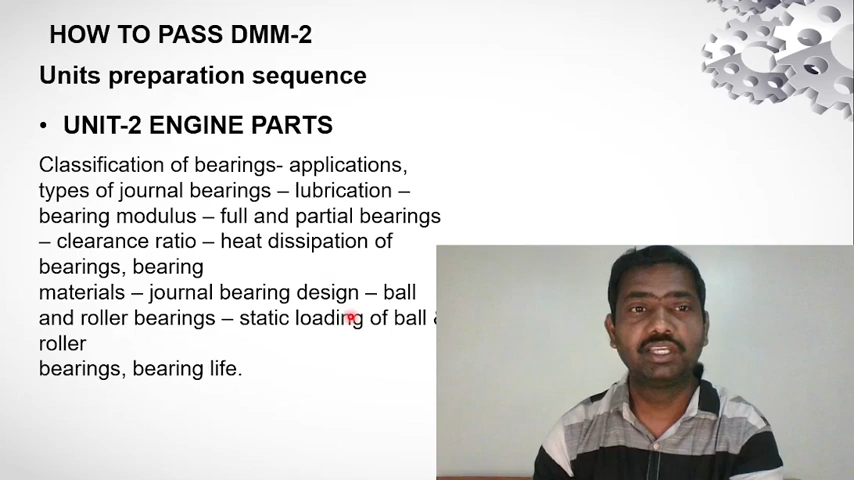 HOW TO PASS DMM-2
Units preparation sequence
• UNIT-2 ENGINE PARTS
Classification of bearings- applications,
types of journal bearings – lubrication –
bearing modulus – full and partial bearings
– clearance ratio – heat dissipation of
bearings, bearing
materials – journal bearing design – ball
and roller bearings – static loading of ball &
roller
bearings, bearing life.